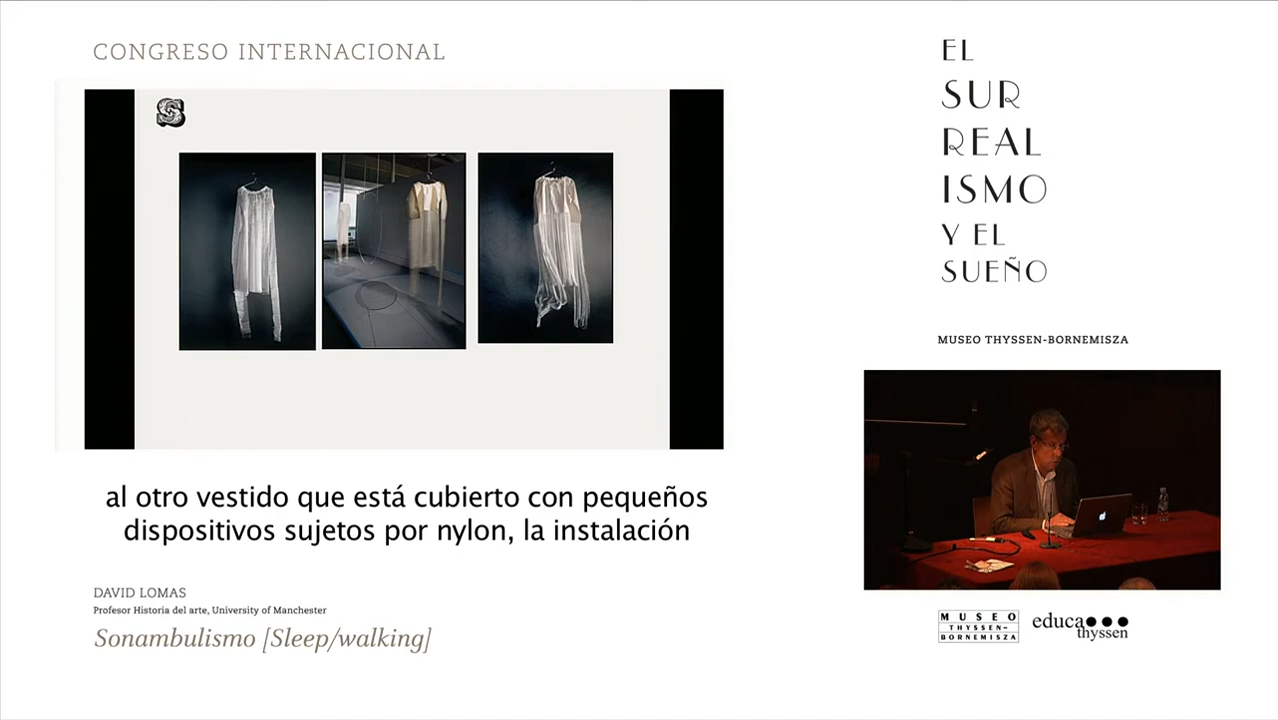 CONGRESO INTERNACIONAL
S
EL
SUR
REAL
ISMO
Y EL
SUEÑO
MUSEO THYSSEN-BORNEMISZA
al otro vestido que está cubierto con pequeños
dispositivos sujetos por nylon, la instalación
DAVID LOMAS
Profesor Historia del arte, University of Manchester
Sonambulismo [Sleep/walking]
MUSEO
THYSSEN-
BORNEMISZA
educa
thyssen